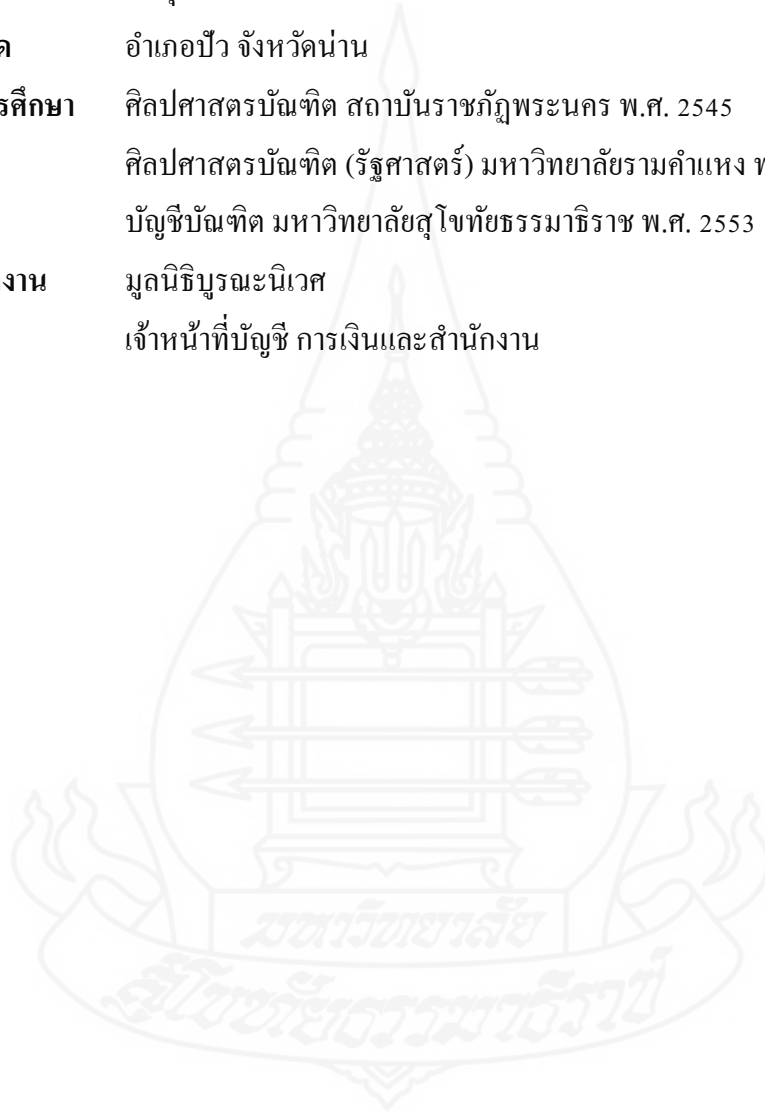 ด อำเภอปัว จังหวัดน่าน
รศึกษา ศิลปศาสตรบัณฑิต สถาบันราชภัฏพระนคร พ.ศ. 2545
ศิลปศาสตรบัณฑิต (รัฐศาสตร์) มหาวิทยาลัยรามคำแหง พ
บัญชีบัณฑิต มหาวิทยาลัยสุโขทัยธรรมาธิราช พ.ศ. 2553
งาน มูลนิธิบูรณะนิเวศ
เจ้าหน้าที่บัญชี การเงินและสำนักงาน
มหาวิทยาลัย
สุโขทัยธรรมาธิราช